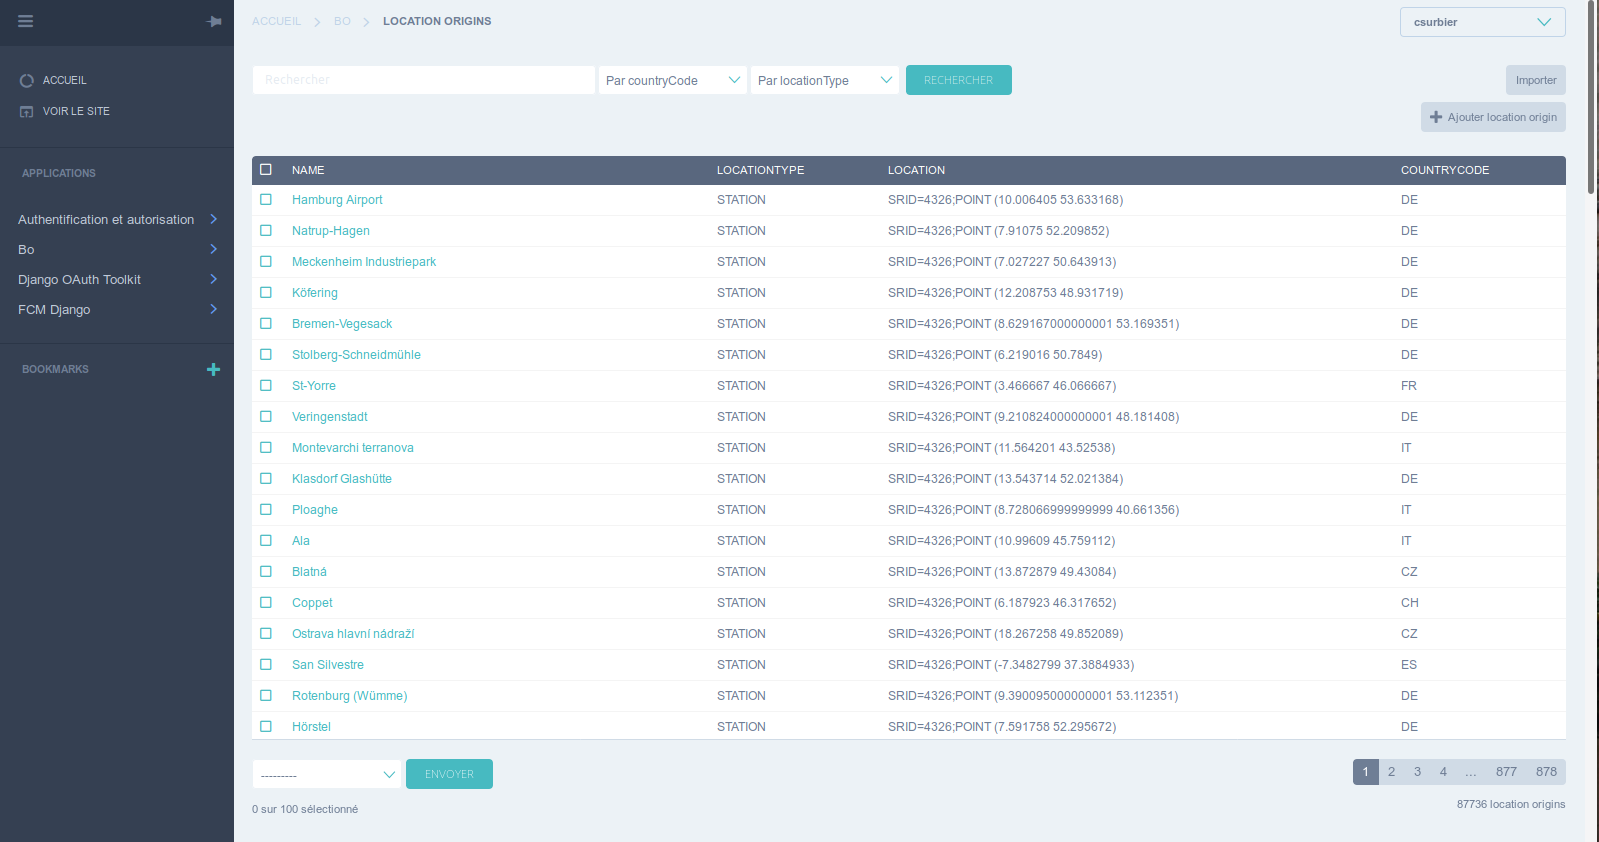 ACCUEIL
VOIR LE SITE
APPLICATIONS
Authentification et autorisation
Bo
Django OAuth Toolkit
FCM Django
BOOKMARKS
ACCUEIL BO LOCATION ORIGINS
csurbier
Rechercher Par countryCode Par locationType RECHERCHER Importer
Ajouter location origin
NAME LOCATIONTYPE LOCATION COUNTRYCODE
Hamburg Airport STATION SRID=4326;POINT (10.006405 53.633168) DE
Natrup-Hagen STATION SRID=4326;POINT (7.91075 52.209852) DE
Meckenheim Industriepark STATION SRID=4326;POINT (7.027227 50.643913) DE
Köfering STATION SRID=4326;POINT (12.208753 48.931719) DE
Bremen-Vegesack STATION SRID=4326;POINT (8.629167000000001 53.169351) DE
Stolberg-Schneidmühle STATION SRID=4326;POINT (6.219016 50.7849) DE
St-Yorre STATION SRID=4326;POINT (3.466667 46.066667) FR
Veringenstadt STATION SRID=4326;POINT (9.210824000000001 48.181408) DE
Montevarchi terranova STATION SRID=4326;POINT (11.564201 43.52538) IT
Klasdorf Glashütte STATION SRID=4326;POINT (13.543714 52.021384) DE
Ploaghe STATION SRID=4326;POINT (8.728066999999999 40.661356) IT
Ala STATION SRID=4326;POINT (10.99609 45.759112) IT
Blatná STATION SRID=4326;POINT (13.872879 49.43084) CZ
Coppet STATION SRID=4326;POINT (6.187923 46.317652) CH
Ostrava hlavní nádraží STATION SRID=4326;POINT (18.267258 49.852089) CZ
San Silvestre STATION SRID=4326;POINT (-7.3482799 37.3884933) ES
Rotenburg (Wümme) STATION SRID=4326;POINT (9.390095000000001 53.112351) DE
Hörstel STATION SRID=4326;POINT (7.591758 52.295672) DE
--------- ENVOYER 1 2 3 4 … 877 878
0 sur 100 sélectionné 87736 location origins